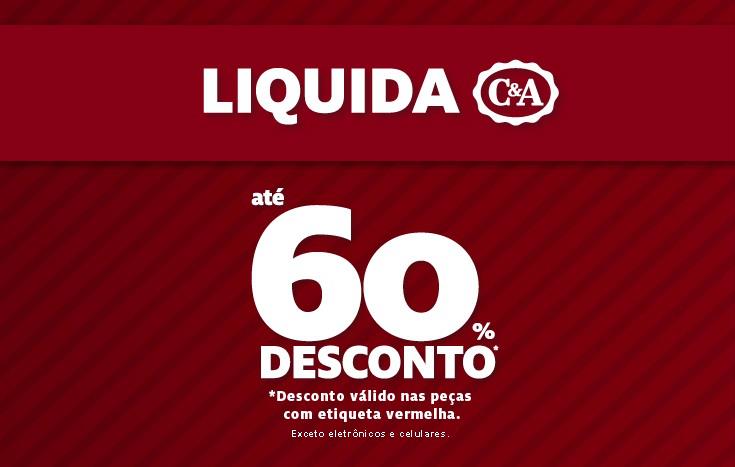 LIQUIDA C&A
até
60%
DESCONTO*
*Desconto válido nas peças
com etiqueta vermelha.
Exceto eletrônicos e celulares.